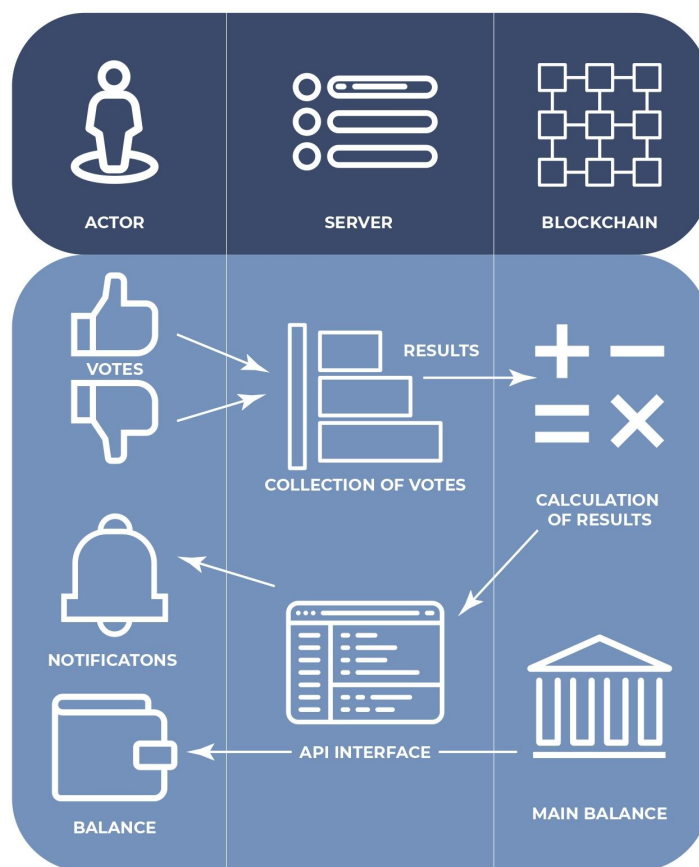 ACTOR
SERVER
BLOCKCHAIN
VOTES
RESULTS
COLLECTION OF VOTES
CALCULATION
OF RESULTS
NOTIFICATONS
API INTERFACE
MAIN BALANCE
BALANCE